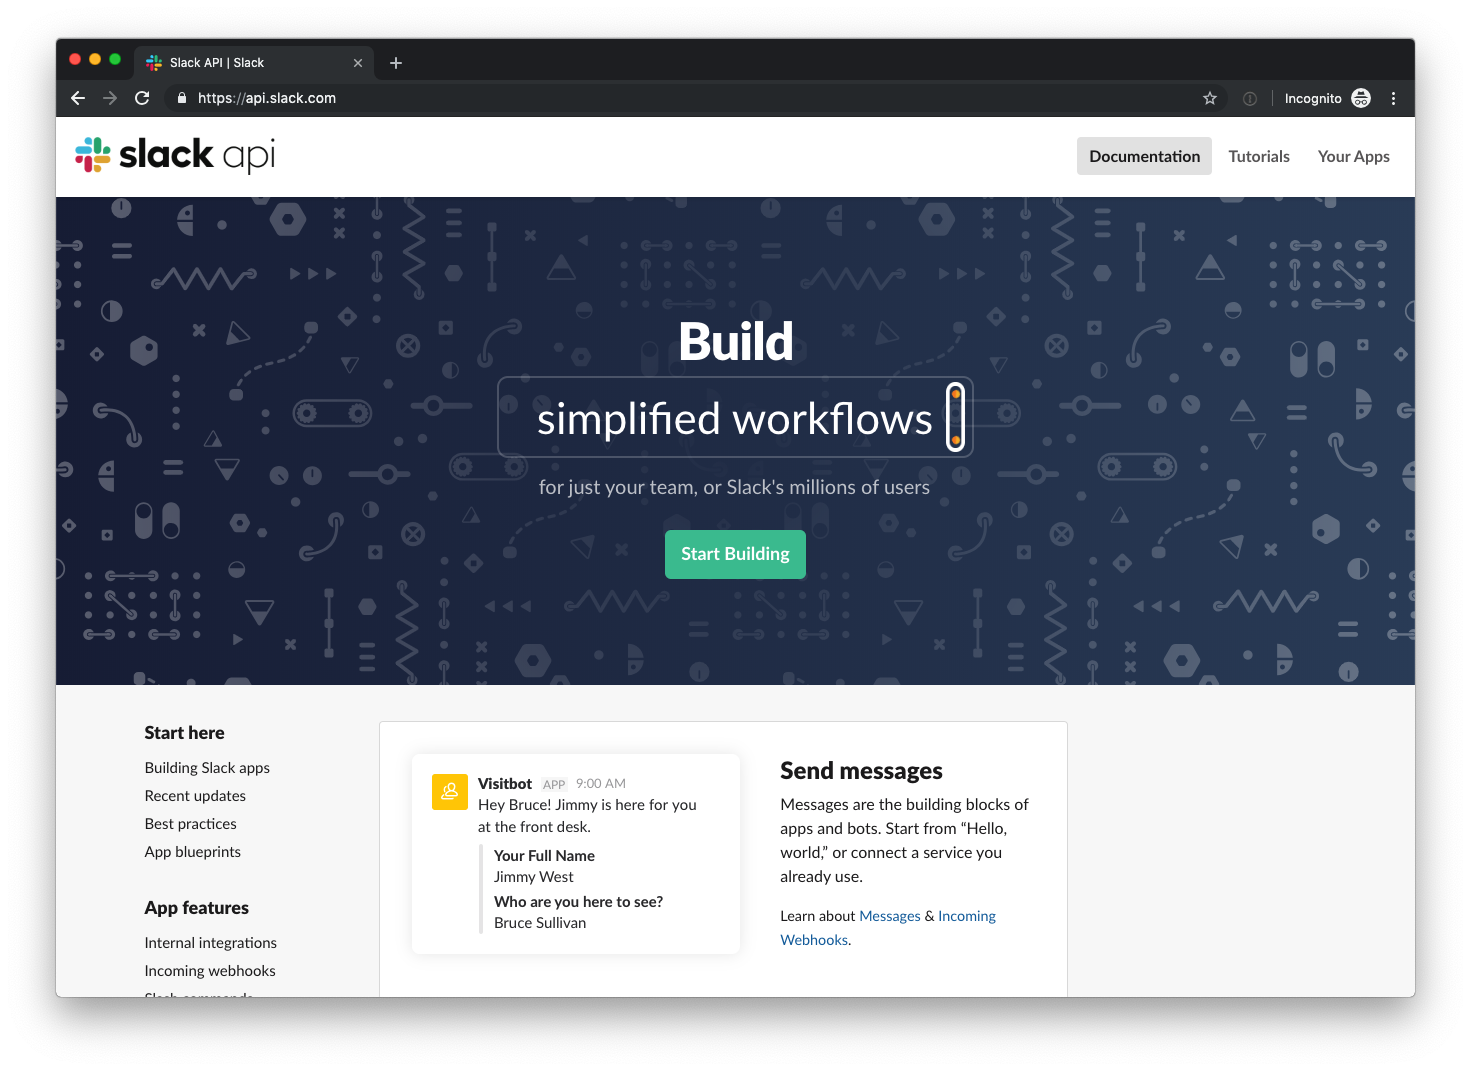 Slack API | Slack
https://api.slack.com
Incognito
slack api
Documentation
Tutorials
Your Apps
Build
simplified workflows
for just your team, or Slack's millions of users
Start Building
Start here
Building Slack apps
Recent updates
Best practices
App blueprints
App features
Internal integrations
Incoming webhooks
Slash commands
Visitbot APP 9:00 AM
Hey Bruce! Jimmy is here for you
at the front desk.
Your Full Name
Jimmy West
Who are you here to see?
Bruce Sullivan
Send messages
Messages are the building blocks of
apps and bots. Start from “Hello,
world,” or connect a service you
already use.
Learn about Messages & Incoming
Webhooks.